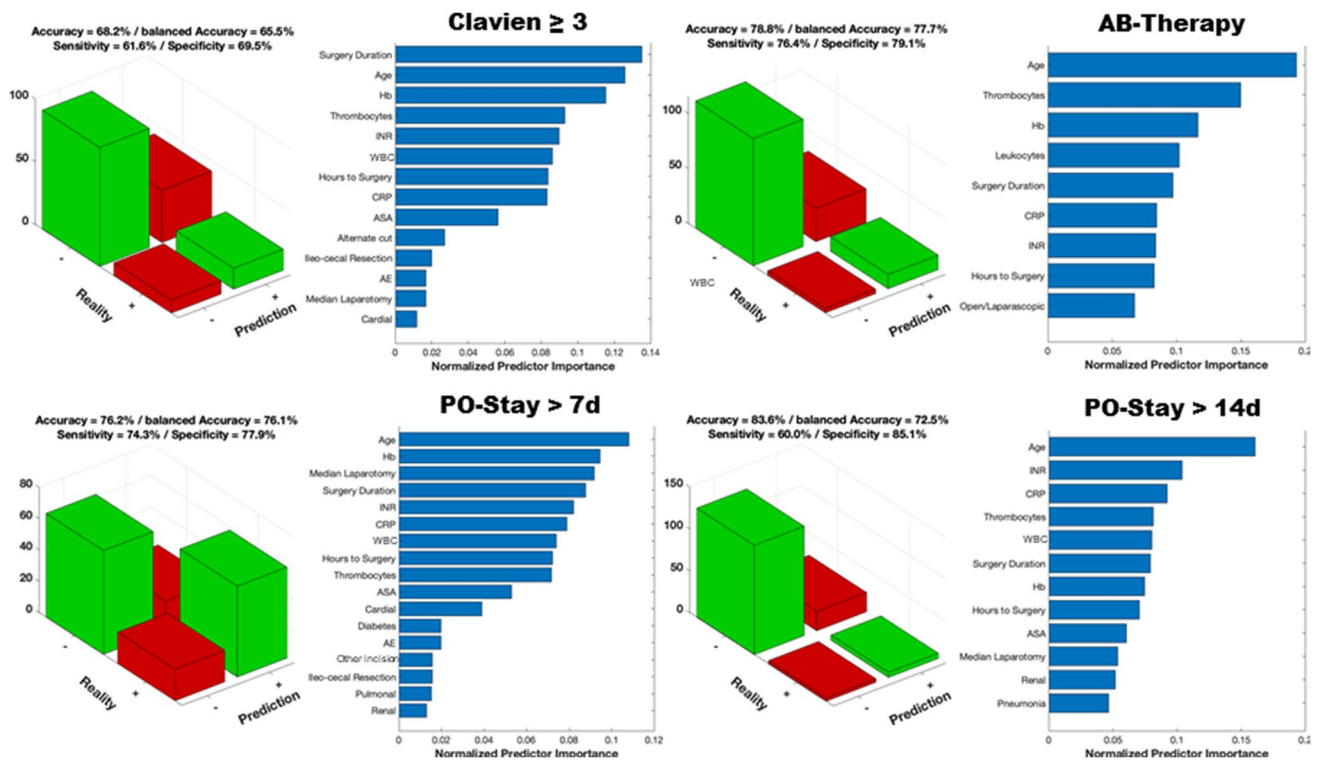 Clavien ≥ 3
Accuracy = 68.2% / balanced Accuracy = 65.5%
Sensitivity = 61.6% / Specificity = 69.5%
100
50
0
-
+
Reality
-
+
Prediction
Surgery Duration
Age
Hb
Thrombocytes
INR
WBC
Hours to Surgery
CRP
ASA
Alternate cut
lleo-cecal Resection
AE
Median Laparotomy
Cardial
0 0.02 0.04 0.06 0.08 0.1 0.12 0.14
Normalized Predictor Importance
AB-Therapy
Accuracy = 78.8% / balanced Accuracy = 77.7%
Sensitivity = 76.4% / Specificity = 79.1%
100
50
0
-
+
WBC
Reality
-
+
Prediction
Age
Thrombocytes
Hb
Leukocytes
Surgery Duration
CRP
INR
Hours to Surgery
Open/Laparascopic
0 0.05 0.1 0.15 0.2
Normalized Predictor Importance
PO-Stay > 7d
Accuracy = 76.2% / balanced Accuracy = 76.1%
Sensitivity = 74.3% / Specificity = 77.9%
80
60
40
20
0
-
+
Reality
-
+
Prediction
Age
Hb
Median Laparotomy
Surgery Duration
INR
CRP
WBC
Hours to Surgery
Thrombocytes
ASA
Cardial
Diabetes
AE
Other incision
lleo-cecal Resection
Pulmonal
Renal
0 0.02 0.04 0.06 0.08 0.1 0.12
Normalized Predictor Importance
PO-Stay > 14d
Accuracy = 83.6% / balanced Accuracy = 72.5%
Sensitivity = 60.0% / Specificity = 85.1%
150
100
50
0
-
+
Reality
-
+
Prediction
Age
INR
CRP
Thrombocytes
WBC
Surgery Duration
Hb
Hours to Surgery
ASA
Median Laparotomy
Renal
Pneumonia
0 0.05 0.1 0.15 0.2
Normalized Predictor Importance